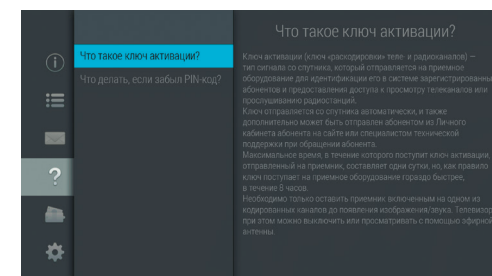 Что такое ключ активации?
Что делать, если забыл PIN-код?
Что такое ключ активации?
Ключ активации (ключ «раскодировки» теле- и радиоканалов) —
тип сигнала со спутника, который отправляется на приемное
оборудование для идентификации его в системе зарегистрированны
абонентов и предоставления доступа к просмотру телеканалов или
прослушиванию радиостанций.
Ключ отправляется со спутника автоматически, и также
дополнительно может быть отправлен абонентом из Личного
кабинета абонента на сайте или специалистом технической
поддержки при обращении абонента.
Максимальное время, в течение которого поступит ключ активации,
отправленный на приемник, составляет одни сутки, но, как правило
ключ поступает на приемное оборудование гораздо быстрее,
в течение 8 часов.
Необходимо только оставить приемник включенным на одном из
кодированных каналов до появления изображения/звука. Телевизор
при этом можно выключить или просматривать с помощью эфирной
антенны.